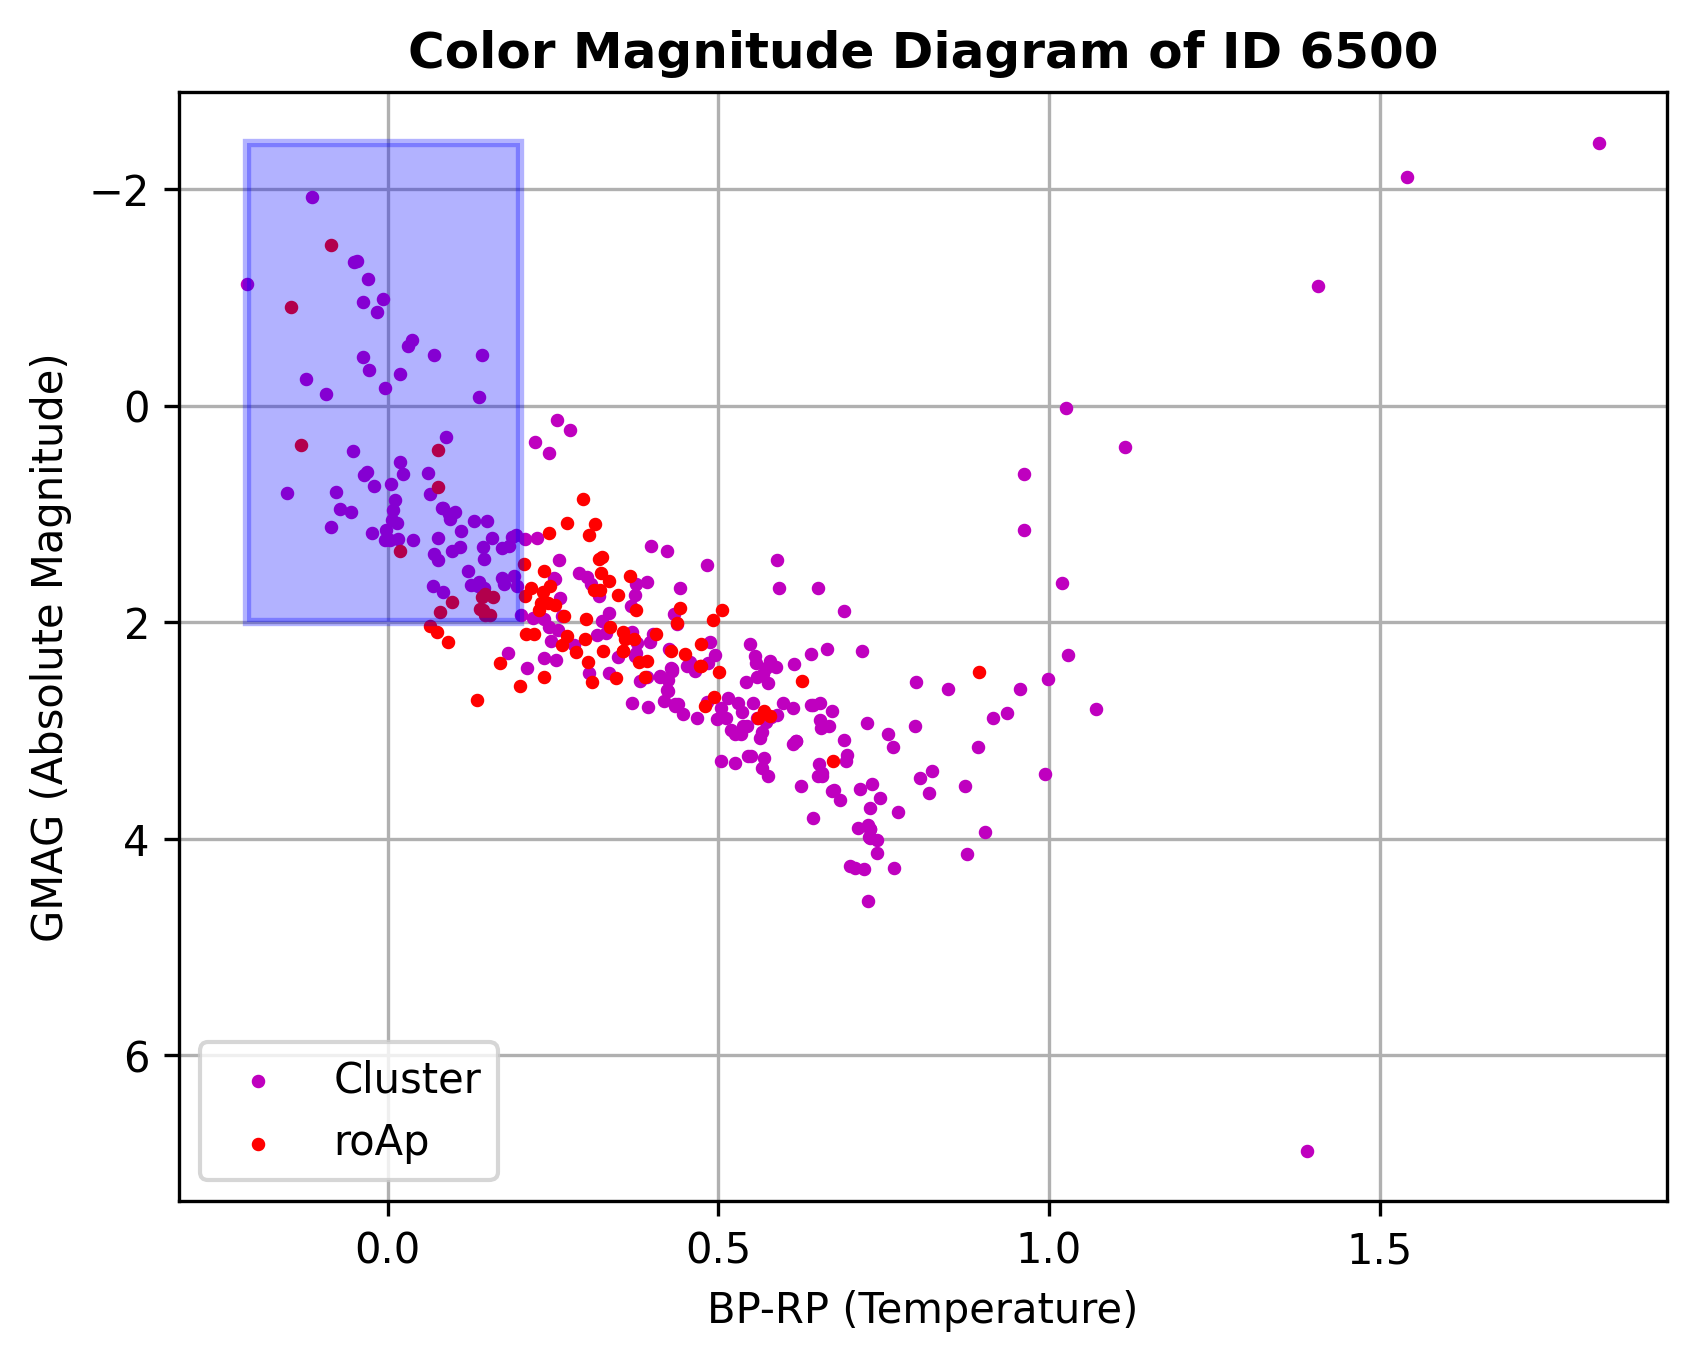 Color Magnitude Diagram of ID 6500
GMAG (Absolute Magnitude)
−2
0
2
4
6
Cluster
roAp
0.0
0.5
1.0
1.5
BP-RP (Temperature)